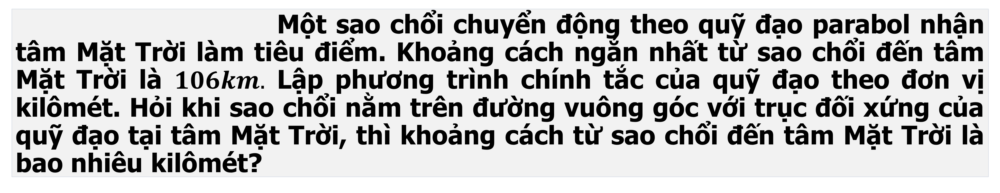 Một sao chổi chuyển động theo quỹ đạo parabol nhận
tâm Mặt Trời làm tiêu điểm. Khoảng cách ngắn nhất từ sao chổi đến tâm
Mặt Trời là 106km. Lập phương trình chính tắc của quỹ đạo theo đơn vị
kilômét. Hỏi khi sao chổi nằm trên đường vuông góc với trục đối xứng của
quỹ đạo tại tâm Mặt Trời, thì khoảng cách từ sao chổi đến tâm Mặt Trời là
bao nhiêu kilômét?